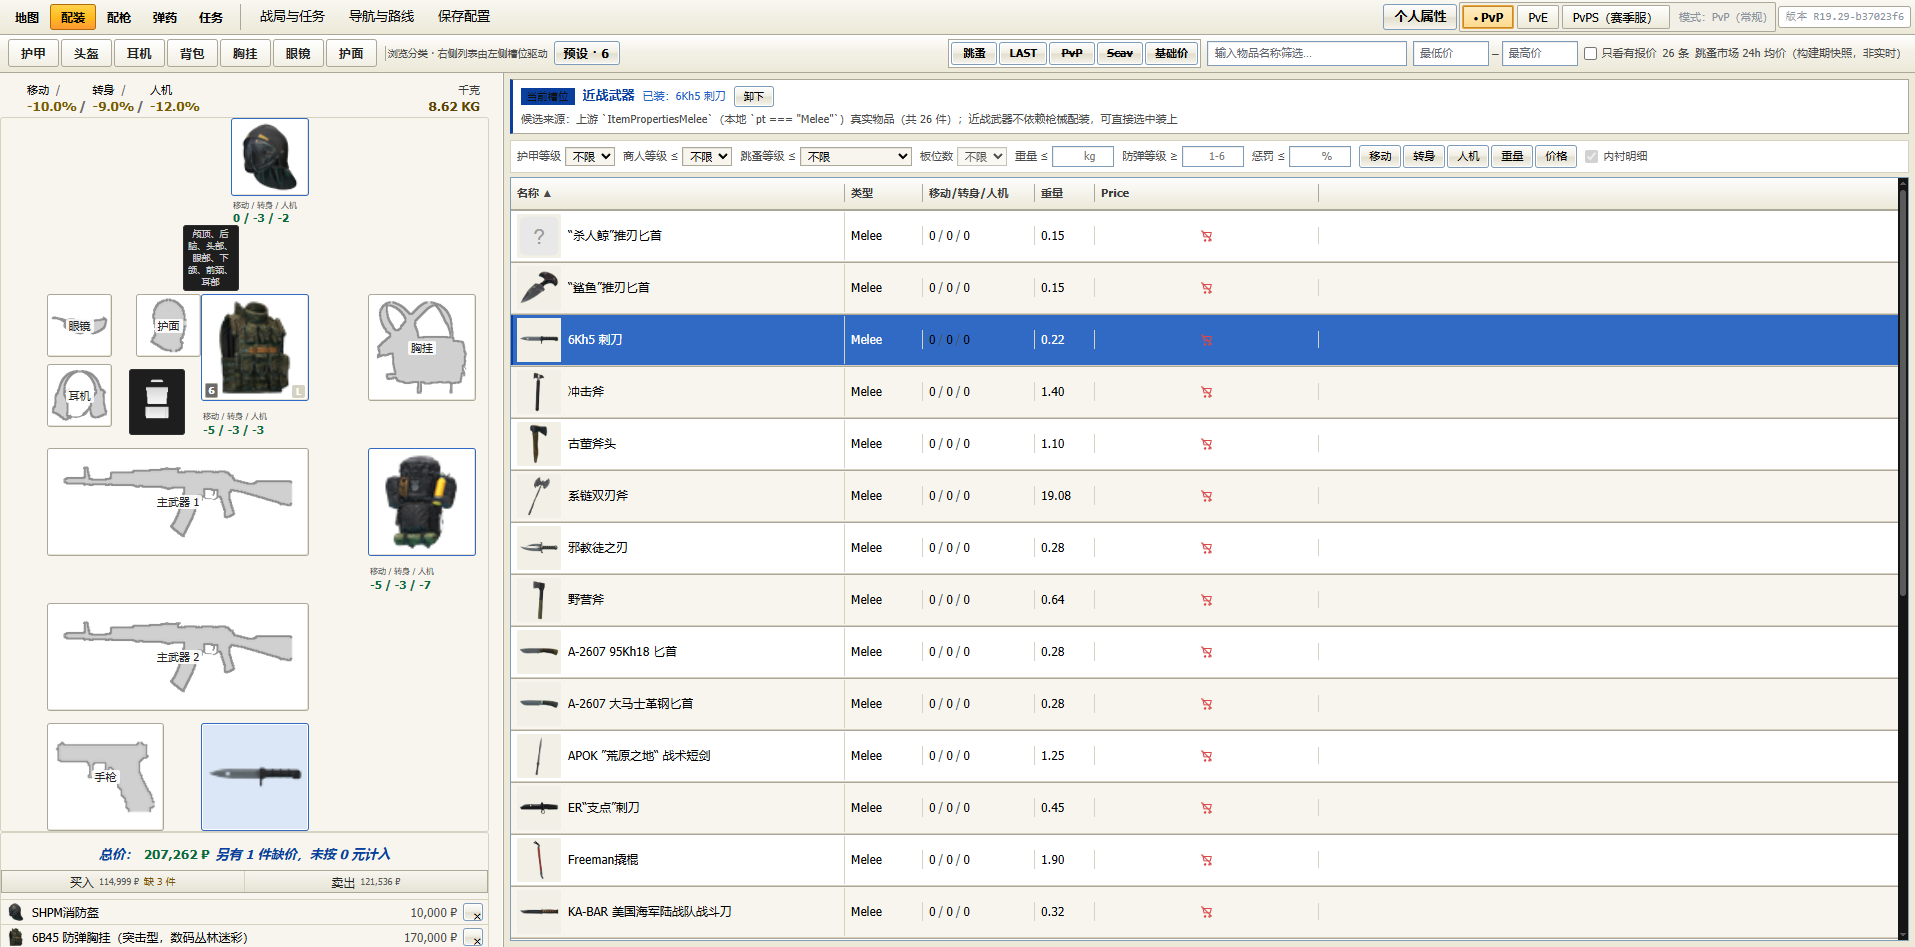 地图 配装 配枪 弹药 任务 战局与任务 导航与路线 保存配置 个人属性 • PvP PvE PvPS（赛季服） 模式：PvP（常规） 版本 R19.29-b37023f6
护甲 头盔 耳机 背包 胸挂 眼镜 护面 浏览分类 · 右侧列表由左侧槽位驱动 预设 · 6 跳蚤 LAST PvP Scav 基础价 输入物品名称筛选... 最低价 – 最高价 只看有报价 26 条 跳蚤市场 24h 均价（构建期快照，非实时）
移动 / 转身 / 人机 千克
-10.0% / -9.0% / -12.0% 8.62 KG
移动 / 转身 / 人机
0 / -3 / -2
颅顶、后
脑、头部、
眼部、下
颌、前颈、
耳部
眼镜 护面 胸挂
耳机 6 L
移动 / 转身 / 人机
-5 / -3 / -3
主武器 1
移动 / 转身 / 人机
-5 / -3 / -7
主武器 2
手枪
总价： 207,262 ₽ 另有 1 件缺价，未按 0 元计入
买入 114,999 ₽ 缺 3 件 卖出 121,536 ₽
SHPM消防盔 10,000 ₽ ×
6B45 防弹胸挂（突击型，数码丛林迷彩） 170,000 ₽ ×
当前槽位 近战武器 已装：6Kh5 刺刀 卸下
候选来源：上游 `ItemPropertiesMelee`（本地 `pt === "Melee"`）真实物品（共 26 件）；近战武器不依赖枪械配装，可直接选中装上
护甲等级 不限 商人等级 ≤ 不限 跳蚤等级 ≤ 不限 板位数 不限 重量 ≤ kg 防弹等级 ≥ 1-6 惩罚 ≤ % 移动 转身 人机 重量 价格 内衬明细
名称 ▲ 类型 移动/转身/人机 重量 Price
? “杀人鲸”推刃匕首 Melee 0 / 0 / 0 0.15
“鲨鱼”推刃匕首 Melee 0 / 0 / 0 0.15
6Kh5 刺刀 Melee 0 / 0 / 0 0.22
冲击斧 Melee 0 / 0 / 0 1.40
古董斧头 Melee 0 / 0 / 0 1.10
系链双刃斧 Melee 0 / 0 / 0 19.08
邪教徒之刃 Melee 0 / 0 / 0 0.28
野营斧 Melee 0 / 0 / 0 0.64
A-2607 95Kh18 匕首 Melee 0 / 0 / 0 0.28
A-2607 大马士革钢匕首 Melee 0 / 0 / 0 0.28
APOK ”荒原之地“ 战术短剑 Melee 0 / 0 / 0 1.25
ER“支点”刺刀 Melee 0 / 0 / 0 0.45
Freeman撬棍 Melee 0 / 0 / 0 1.90
KA-BAR 美国海军陆战队战斗刀 Melee 0 / 0 / 0 0.32